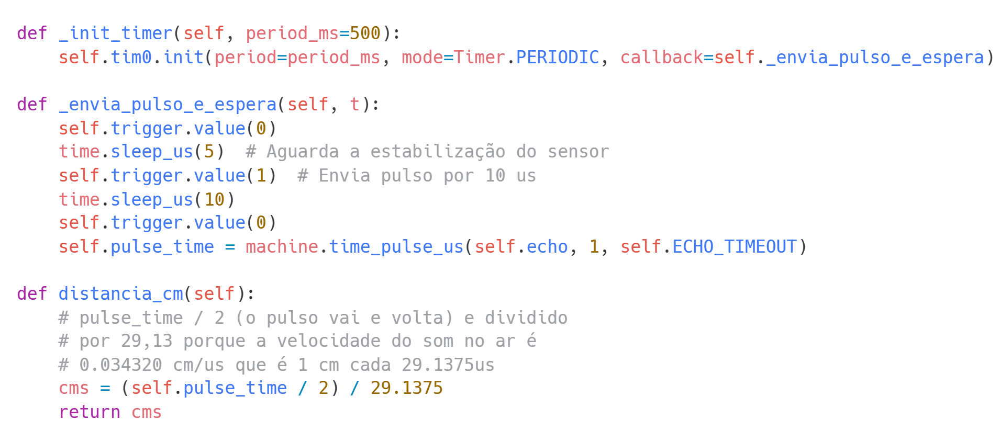 def _init_timer(self, period_ms=500):
    self.tim0.init(period=period_ms, mode=Timer.PERIODIC, callback=self._envia_pulso_e_espera)

def _envia_pulso_e_espera(self, t):
    self.trigger.value(0)
    time.sleep_us(5)  # Aguarda a estabilização do sensor
    self.trigger.value(1)  # Envia pulso por 10 us
    time.sleep_us(10)
    self.trigger.value(0)
    self.pulse_time = machine.time_pulse_us(self.echo, 1, self.ECHO_TIMEOUT)

def distancia_cm(self):
    # pulse_time / 2 (o pulso vai e volta) e dividido
    # por 29,13 porque a velocidade do som no ar é
    # 0.034320 cm/us que é 1 cm cada 29.1375us
    cms = (self.pulse_time / 2) / 29.1375
    return cms